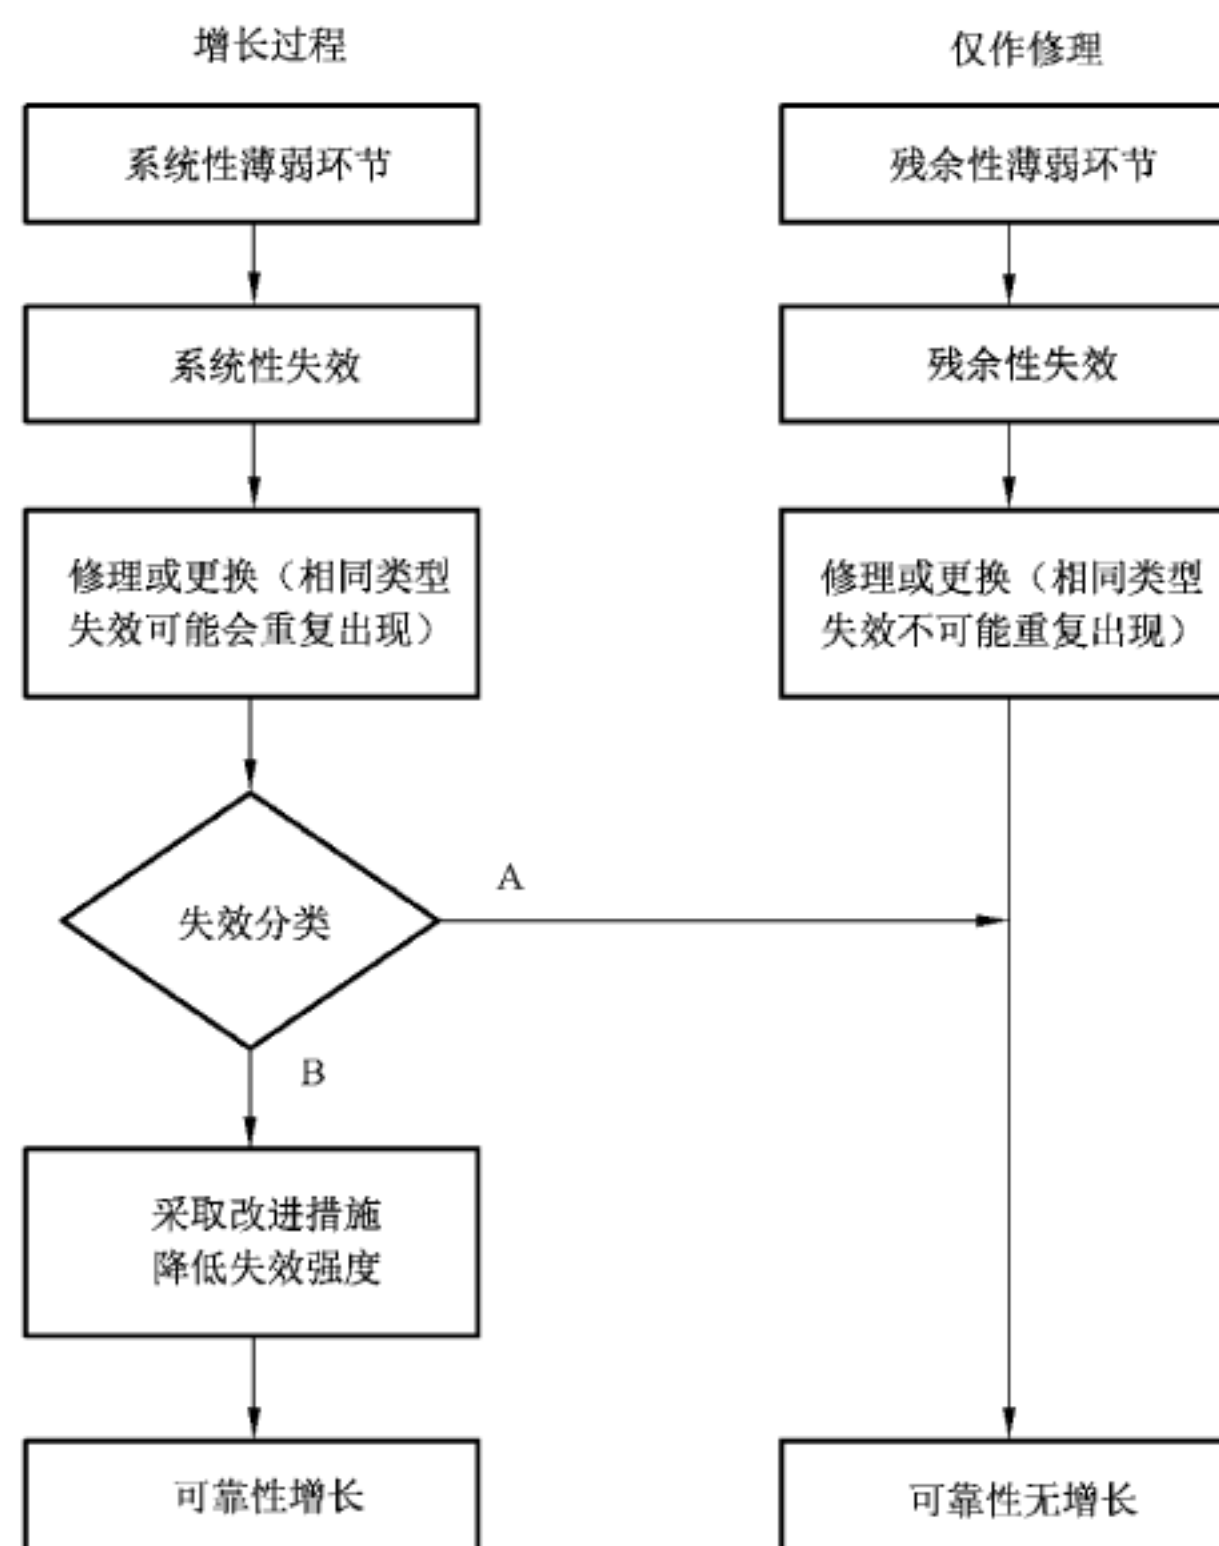 增长过程
系统性薄弱环节
系统性失效
修理或更换（相同类型
失效可能会重复出现）
失效分类
A
B
采取改进措施
降低失效强度
可靠性增长
仅作修理
残余性薄弱环节
残余性失效
修理或更换（相同类型
失效不可能重复出现）
可靠性无增长